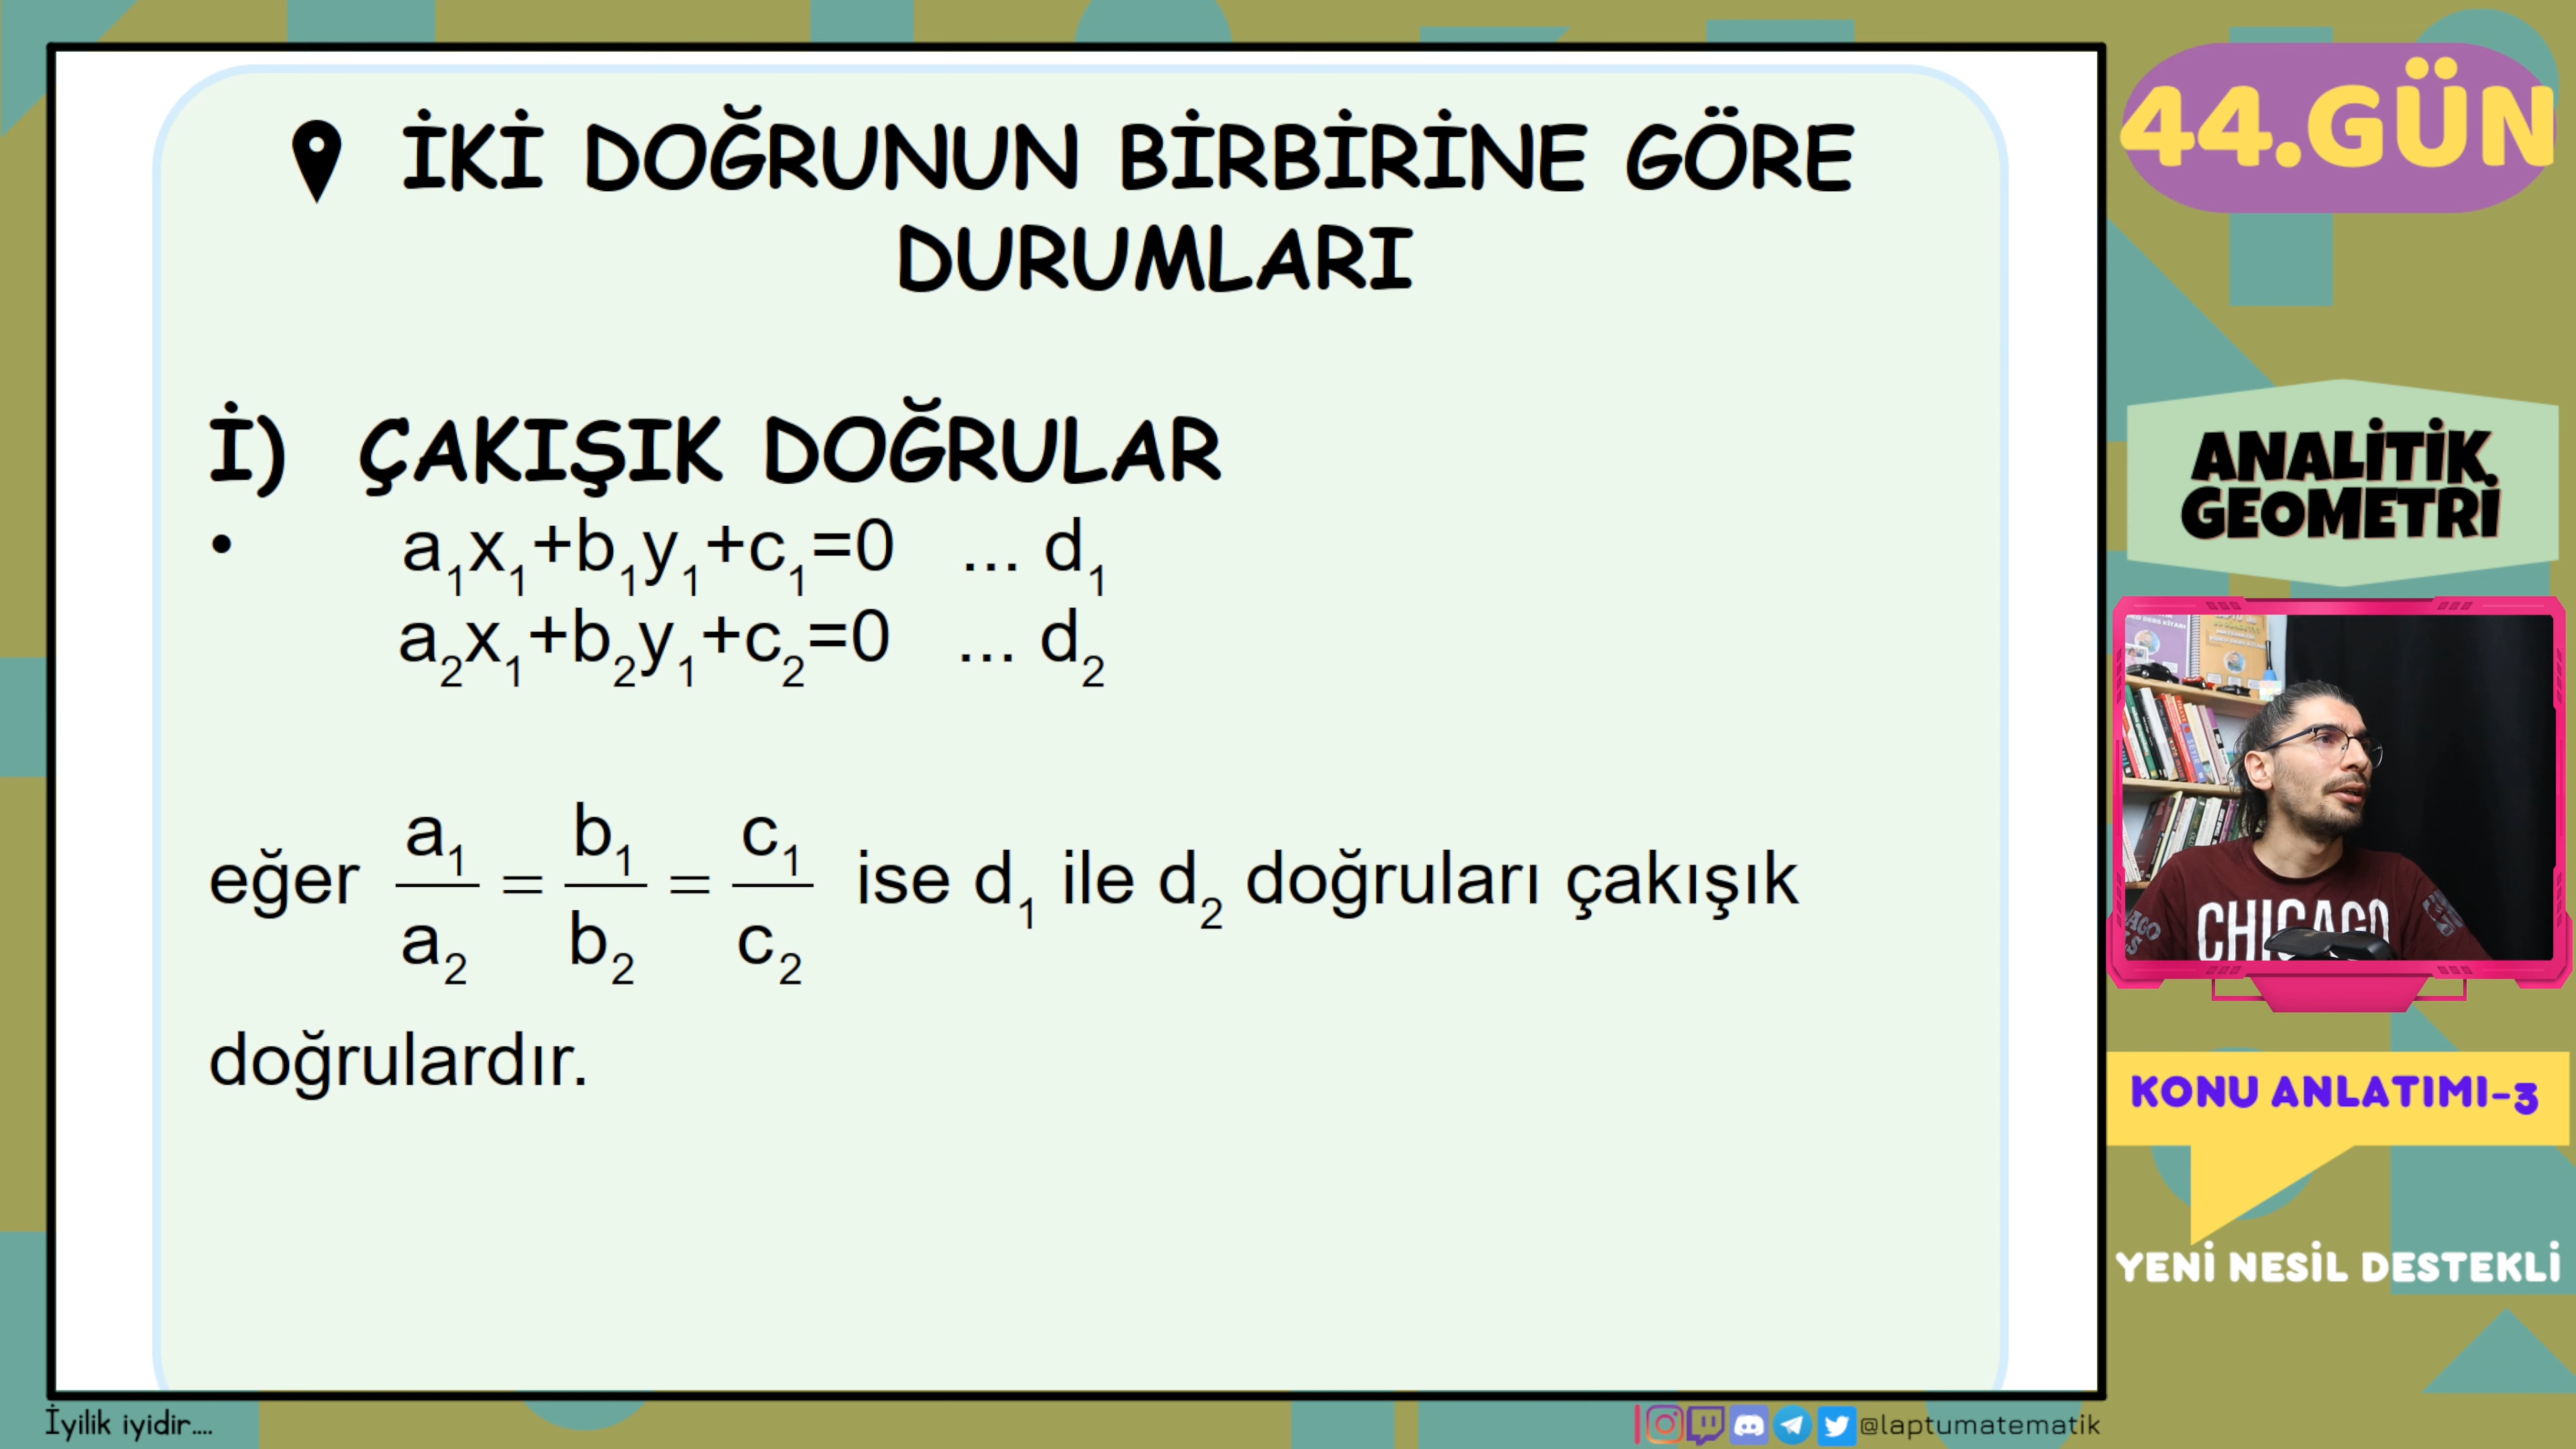 İKİ DOĞRUNUN BİRBİRİNE GÖRE
DURUMLARI
İ) ÇAKIŞIK DOĞRULAR
• a₁x₁+b₁y₁+c₁=0 ... d₁
a₂x₁+b₂y₁+c₂=0 ... d₂
eğer a₁/a₂ = b₁/b₂ = c₁/c₂ ise d₁ ile d₂ doğruları çakışık
doğrulardır.
44.GÜN
ANALİTİK
GEOMETRİ
CHICAGO
KONU ANLATIMI-3
YENİ NESİL DESTEKLİ
İyilik iyidir....
@laptumatematik